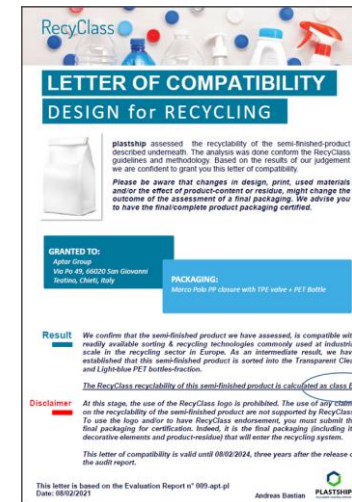 RecyClass
LETTER OF COMPATIBILITY
DESIGN for RECYCLING
plastship assessed the recyclability of the semi-finished-product
described underneath. The analysis was done conform the RecyClass
guidelines and methodology. Based on the results of our judgement
we are confident to grant you this letter of compatibility.
Please be aware that changes in design, print, used materials
and/or the effect of product-content or residue, might change the
outcome of the assessment of a final packaging. We advise you
to have the final/complete product packaging certified.
GRANTED TO:
Aptar Group
Via Po 49, 66020 San Giovanni
Teatino, Chieti, Italy
PACKAGING:
Marco Polo PP closure with TPE valve + PET Bottle
Result
We confirm that the semi-finished product we have assessed, is compatible with
readily available sorting & recycling technologies commonly used at industrial
scale in the recycling sector in Europe. As an intermediate result, we have
established that this semi-finished product is sorted into the Transparent Clear
and Light-blue PET bottles-fraction.
The RecyClass recyclability of this semi-finished product is calculated as class B
Disclaimer
At this stage, the use of the RecyClass logo is prohibited. The use of any claims
on the recyclability of the semi-finished product are not supported by RecyClass.
To use the logo and/or to have RecyClass endorsement, you must submit the
final packaging for certification. Indeed, it is the final packaging (including its
decorative elements and product-residue) that will enter the recycling system.
This letter of compatibility is valid until 08/02/2024, three years after the release of
the audit report.
This letter is based on the Evaluation Report n° 009-apt.pl
Date: 08/02/2021
Andreas Bastian
PLASTSHIP